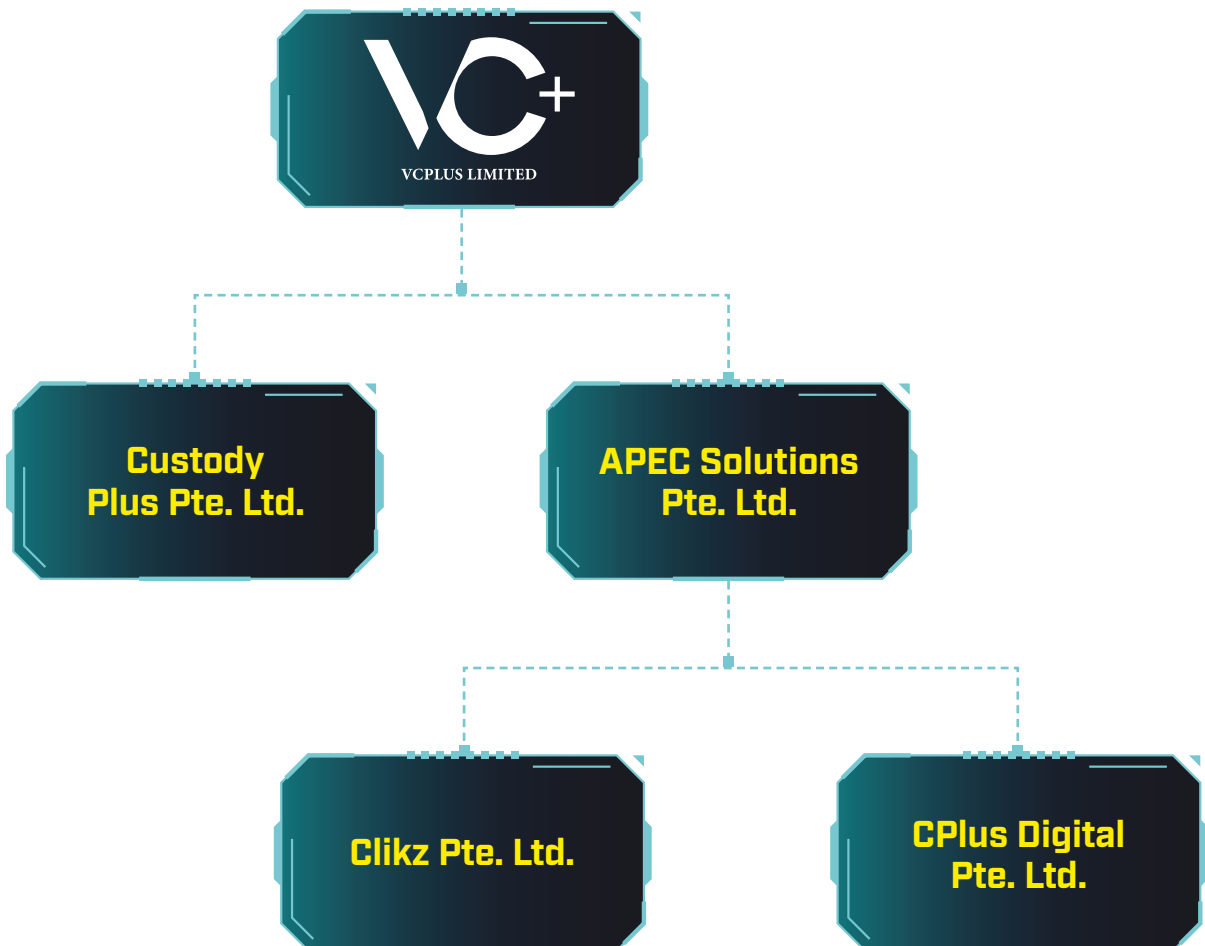 VC+
VCPLUS LIMITED
Custody
Plus Pte. Ltd.
APEC Solutions
Pte. Ltd.
Clikz Pte. Ltd.
CPlus Digital
Pte. Ltd.